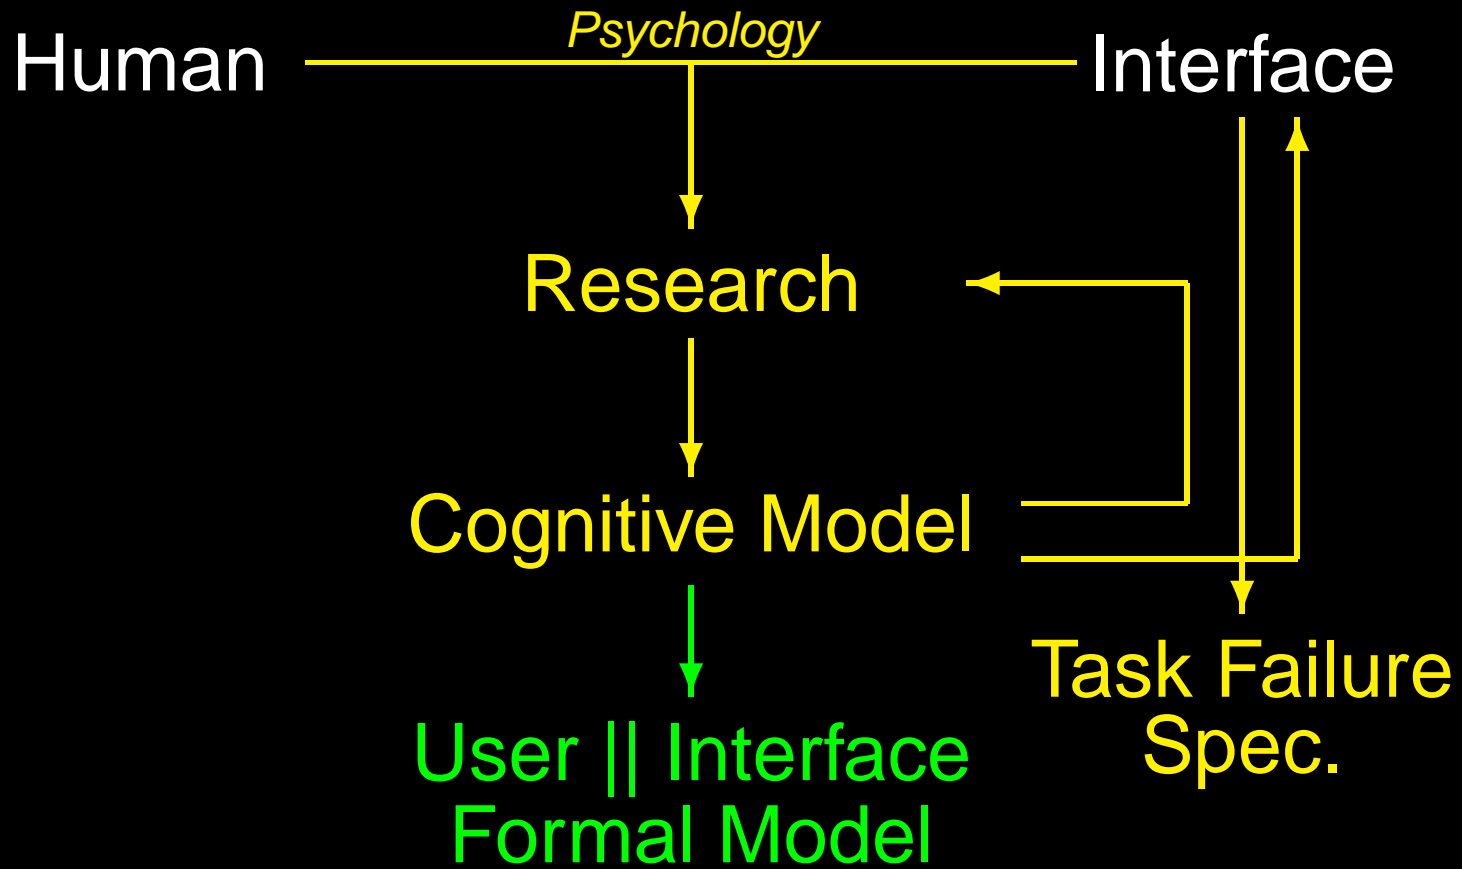 Psychology
Human
Interface
Research
Cognitive Model
Task Failure
Spec.
User || Interface
Formal Model